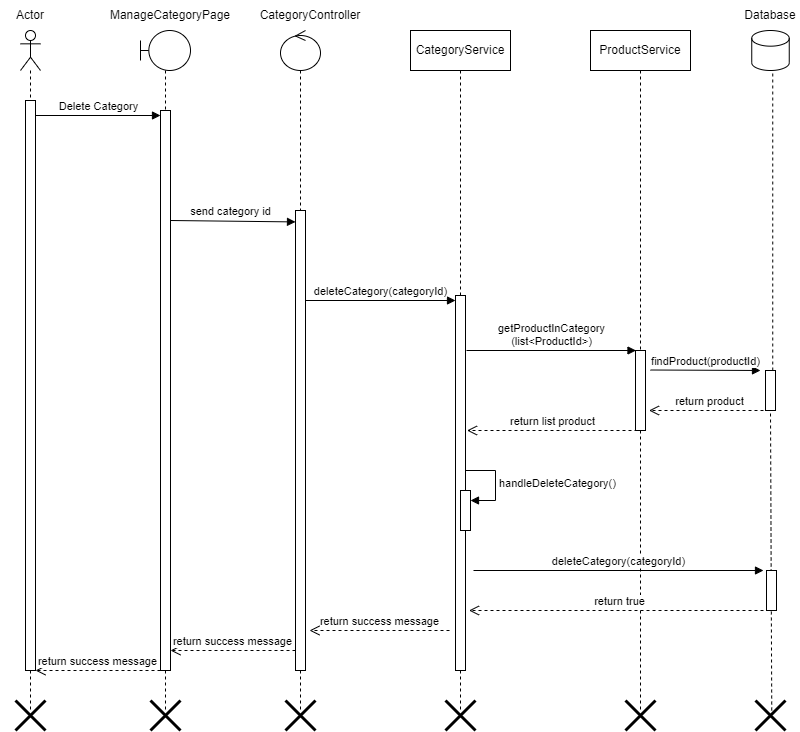 Actor
ManageCategoryPage
CategoryController
CategoryService
ProductService
Database
Delete Category
send category id
deleteCategory(categoryId)
getProductInCategory
(list<ProductId>)
findProduct(productId)
return product
return list product
handleDeleteCategory()
deleteCategory(categoryId)
return true
return success message
return success message
return success message